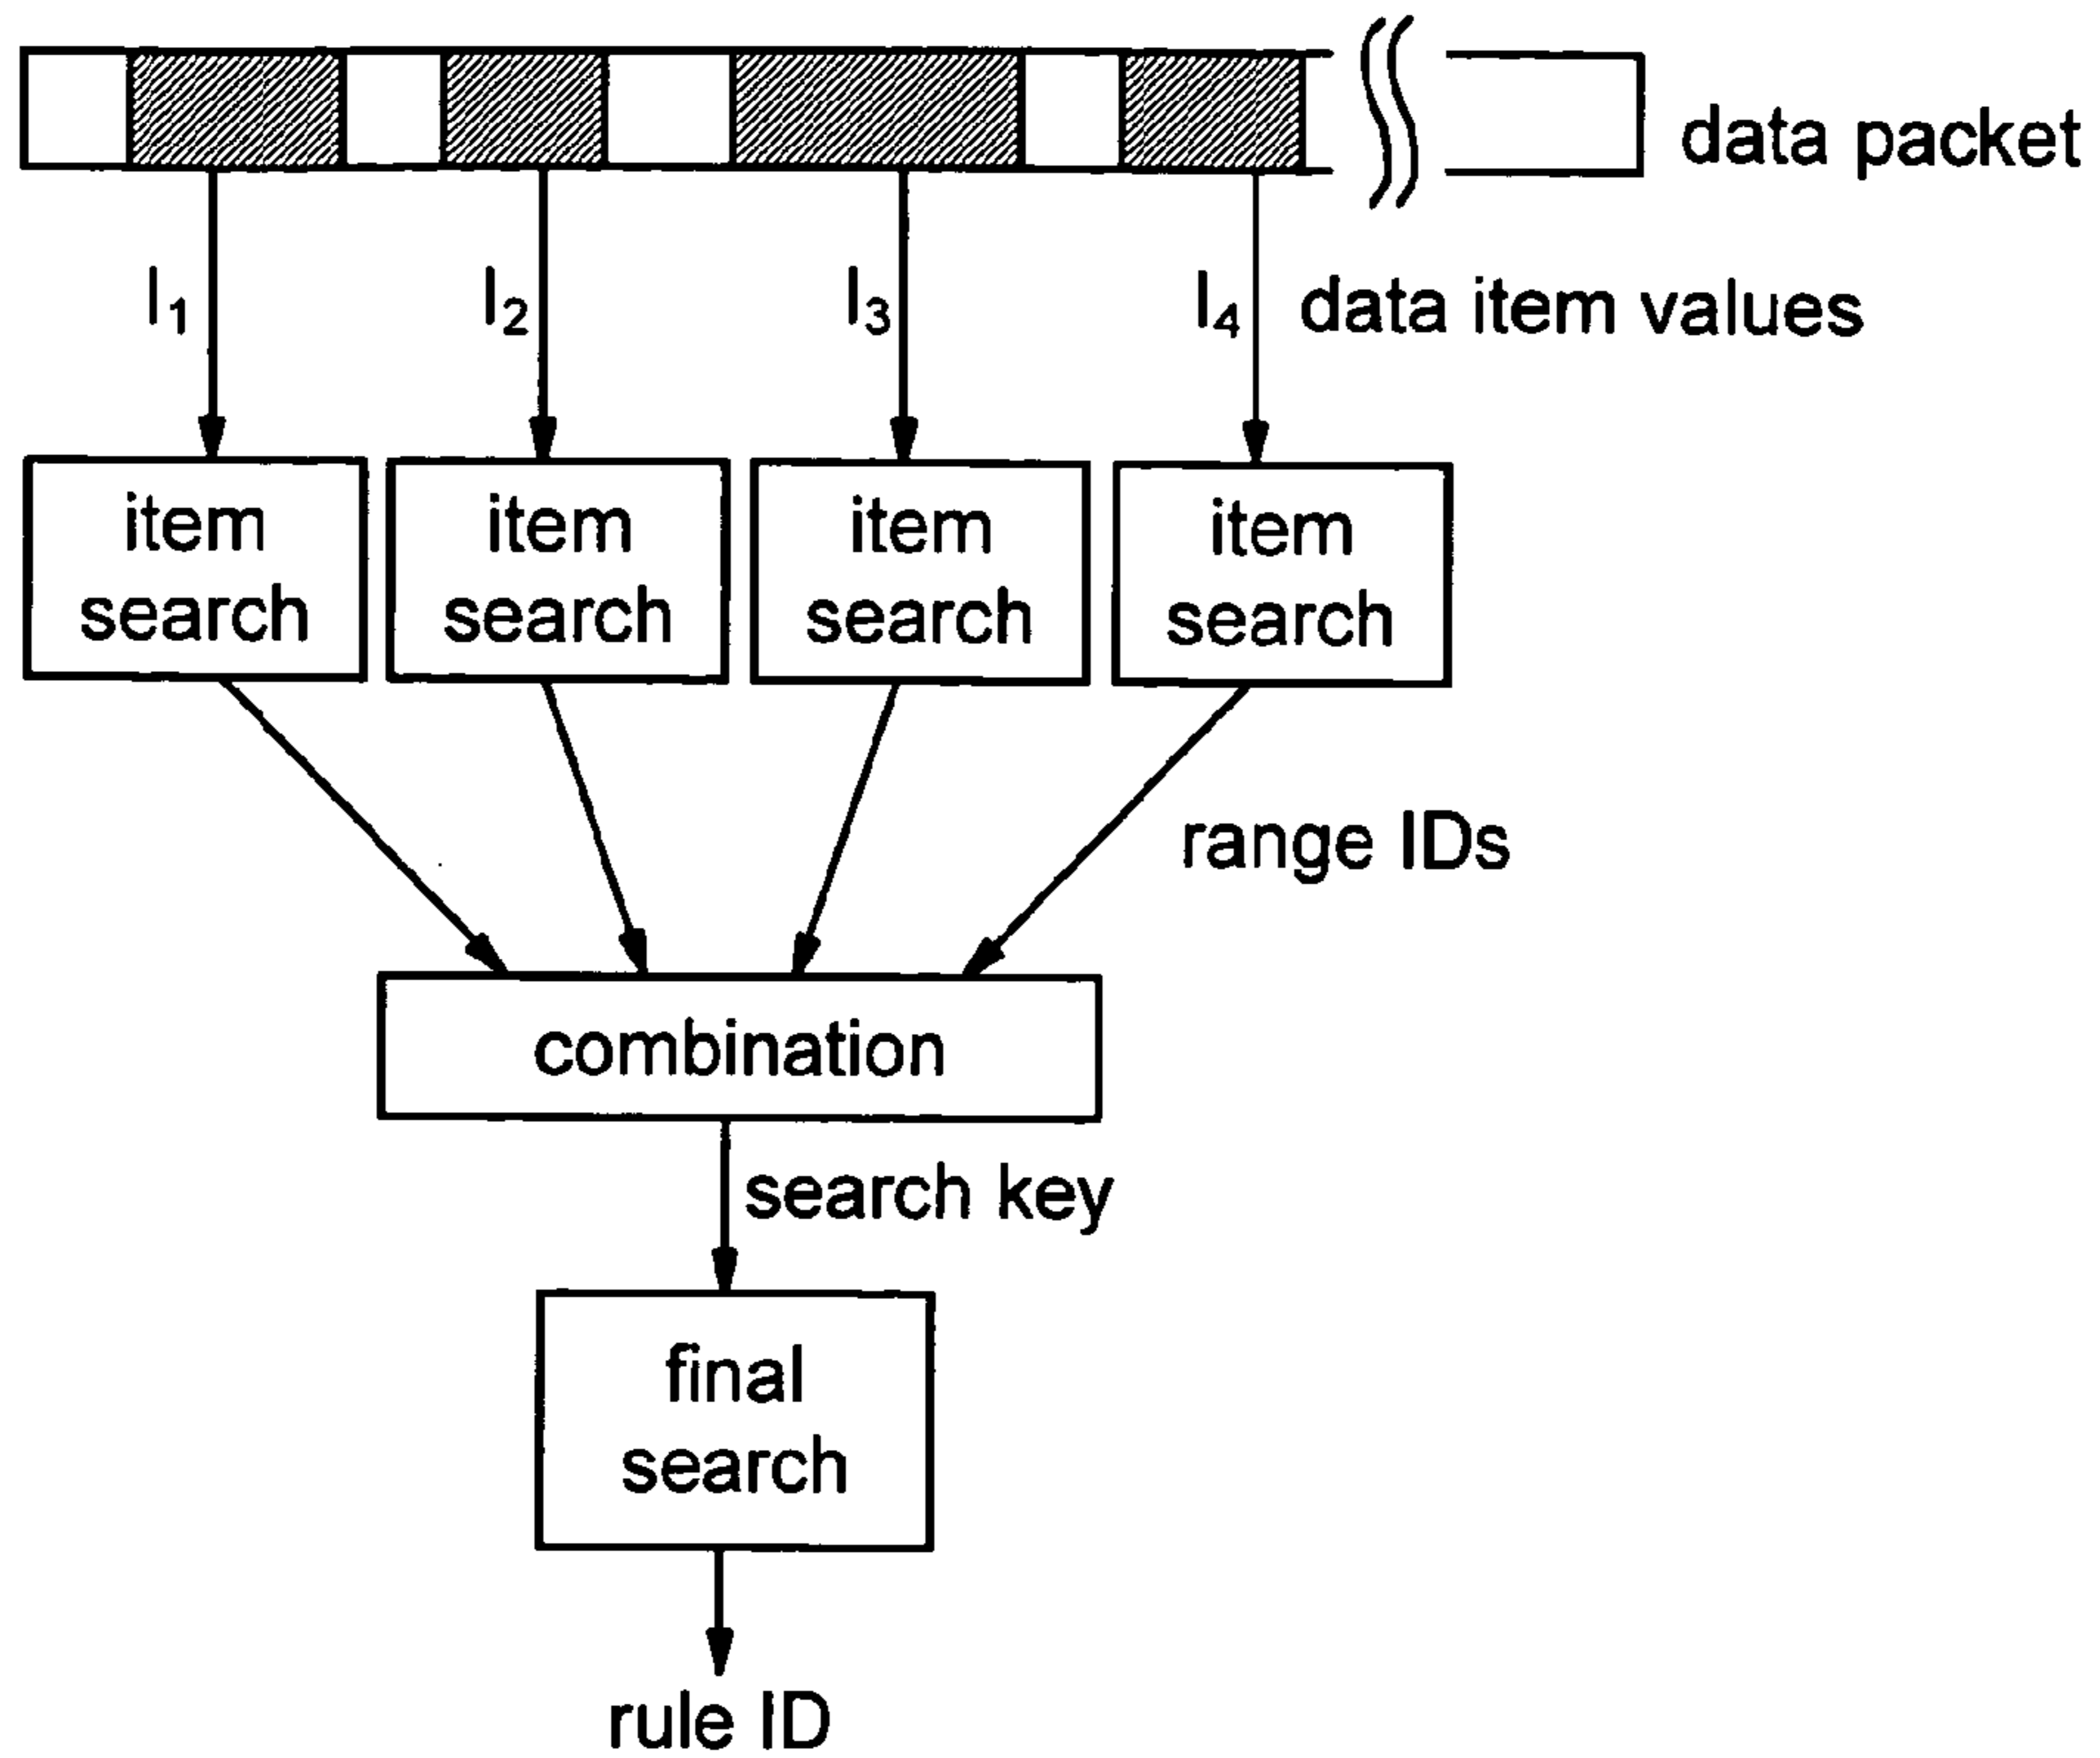 data packet
I₁ I₂ I₃ I₄ data item values
item search
item search
item search
item search
range IDs
combination
search key
final
search
rule ID